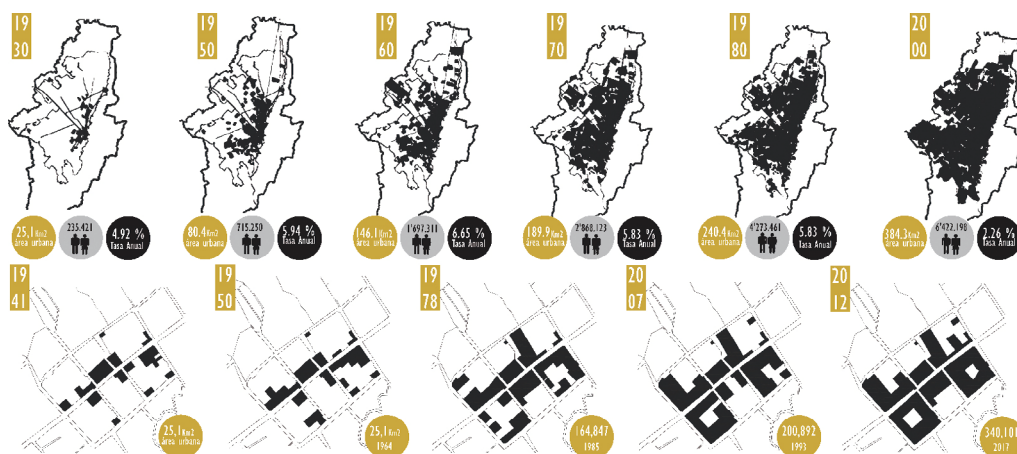 19
30
19
50
19
60
19
70
19
80
20
00
25,1Km2
área urbana
235.421
4.92 %
Tasa Anual
80.4Km2
área urbana
715.250
5.94 %
Tasa Anual
146.1Km2
área urbana
1'697.311
6.65 %
Tasa Anual
189.9Km2
área urbana
2'868.123
5.83 %
Tasa Anual
240.4Km2
área urbana
4'273.461
5.83 %
Tasa Anual
384.3Km2
área urbana
6'422.198
2.26 %
Tasa Anual
19
41
19
50
19
78
20
07
20
12
25,1Km2
área urbana
25,1Km2
1964
164,847
1985
200,892
1993
340,101
2017